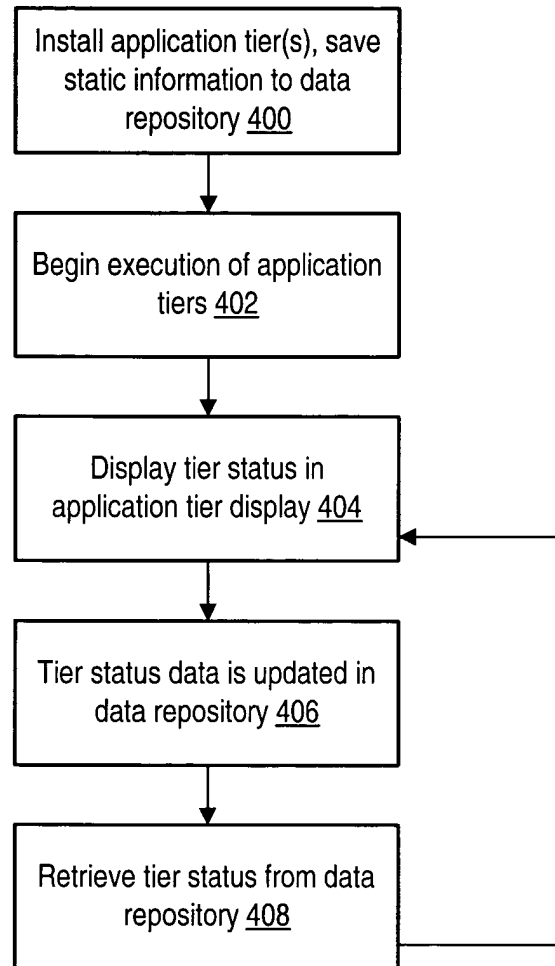 Install application tier(s), save
static information to data
repository 400
Begin execution of application
tiers 402
Display tier status in
application tier display 404
Tier status data is updated in
data repository 406
Retrieve tier status from data
repository 408